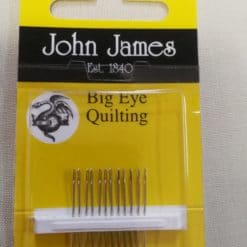 John James
Est. 1840
Big Eye
Quilting